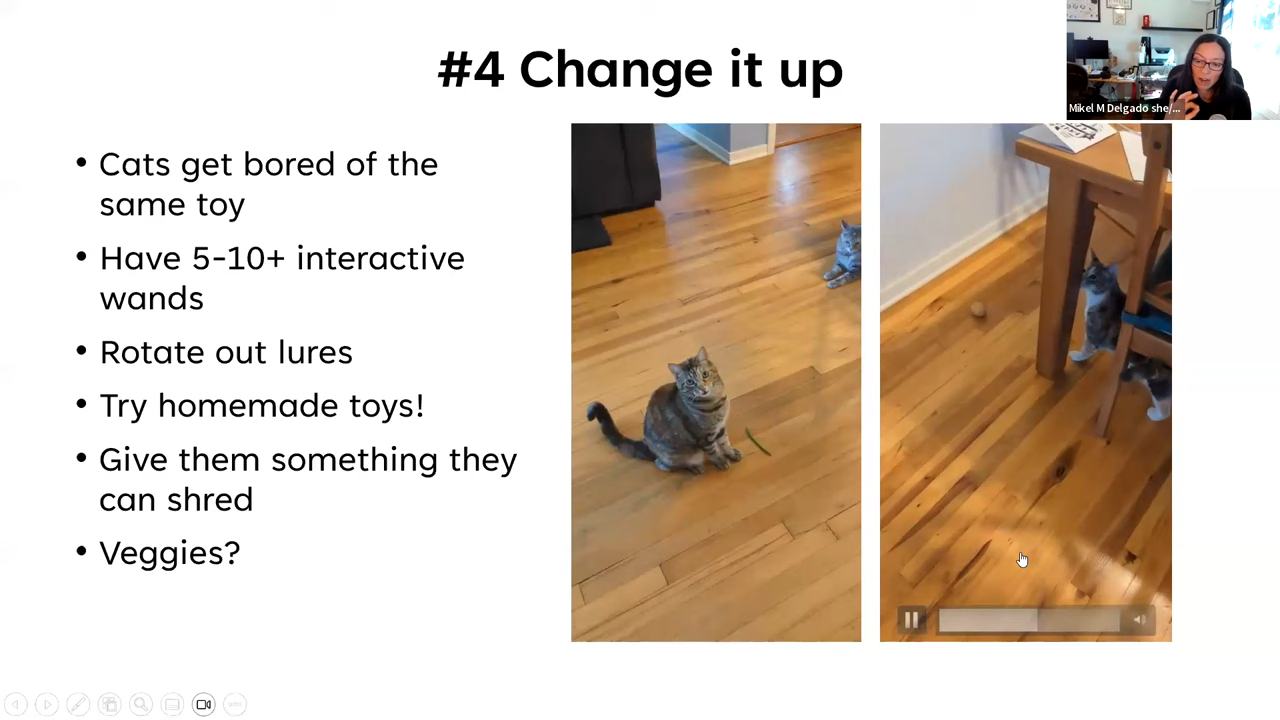 #4 Change it up
Mikel M Delgado she/...
• Cats get bored of the
same toy
• Have 5-10+ interactive
wands
• Rotate out lures
• Try homemade toys!
• Give them something they
can shred
• Veggies?